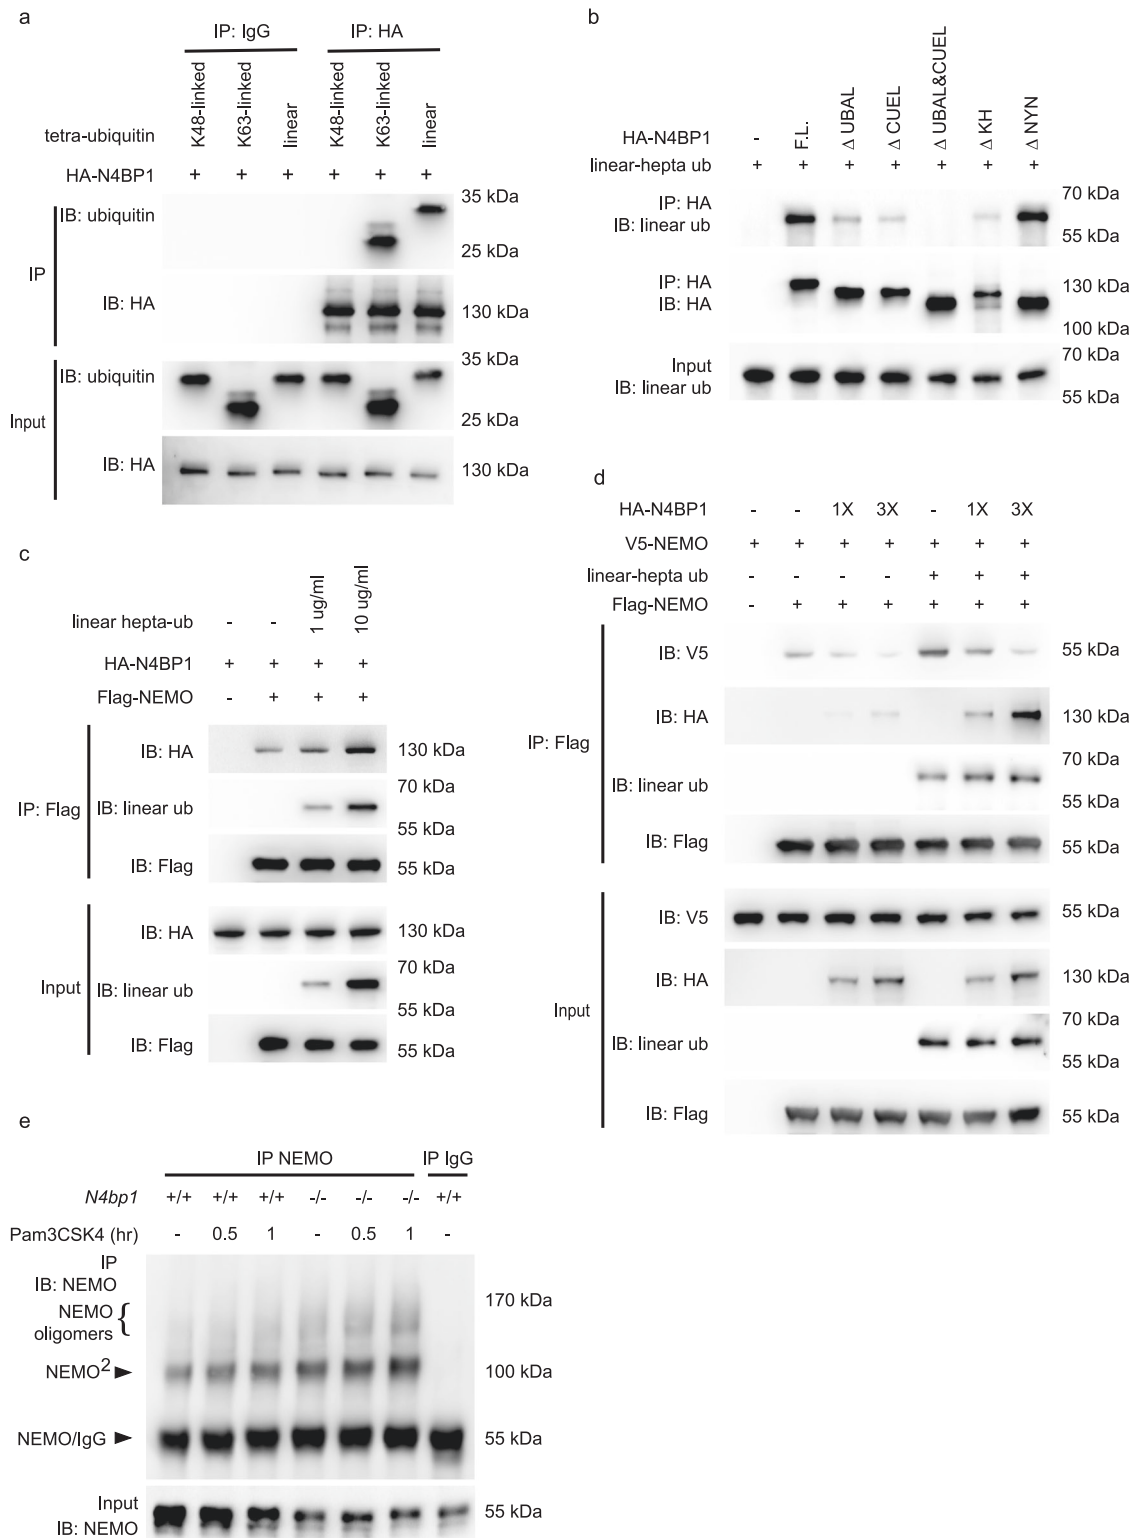 a
IP: IgG IP: HA
tetra-ubiquitin K48-linked K63-linked linear K48-linked K63-linked linear
HA-N4BP1 + + + + + +
IP
IB: ubiquitin 35 kDa
25 kDa
IB: HA 130 kDa
Input
IB: ubiquitin 35 kDa
25 kDa
IB: HA 130 kDa
b
HA-N4BP1 - F.L. Δ UBAL Δ CUEL Δ UBAL&CUEL Δ KH Δ NYN
linear-hepta ub + + + + + + +
IP: HA 70 kDa
IB: linear ub 55 kDa
IP: HA 130 kDa
IB: HA 100 kDa
Input 70 kDa
IB: linear ub 55 kDa
c
linear hepta-ub - - 1 ug/ml 10 ug/ml
HA-N4BP1 + + + +
Flag-NEMO - + + +
IP: Flag
IB: HA 130 kDa
70 kDa
IB: linear ub
55 kDa
IB: Flag 55 kDa
Input
IB: HA 130 kDa
70 kDa
IB: linear ub
55 kDa
IB: Flag 55 kDa
d
HA-N4BP1 - - 1X 3X - 1X 3X
V5-NEMO + + + + + + +
linear-hepta ub - - - - + + +
Flag-NEMO - + + + + + +
IP: Flag
IB: V5 55 kDa
IB: HA 130 kDa
70 kDa
IB: linear ub
55 kDa
IB: Flag 55 kDa
Input
IB: V5 55 kDa
IB: HA 130 kDa
70 kDa
IB: linear ub
55 kDa
IB: Flag 55 kDa
e
IP NEMO IP IgG
N4bp1 +/+ +/+ +/+ -/- -/- -/- +/+
Pam3CSK4 (hr) - 0.5 1 - 0.5 1 -
IP
IB: NEMO
170 kDa
NEMO
oligomers {
NEMO² ► 100 kDa
NEMO/IgG ► 55 kDa
Input 55 kDa
IB: NEMO